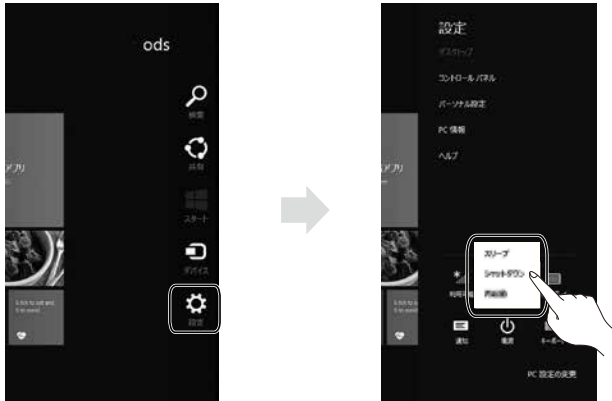 ods
検索
共有
スタート
デバイス
設定
設定
デスクトップ
コントロール パネル
パーソナル設定
PC 情報
ヘルプ
スリープ
シャットダウン
再起動
通知
電源
PC 設定の変更